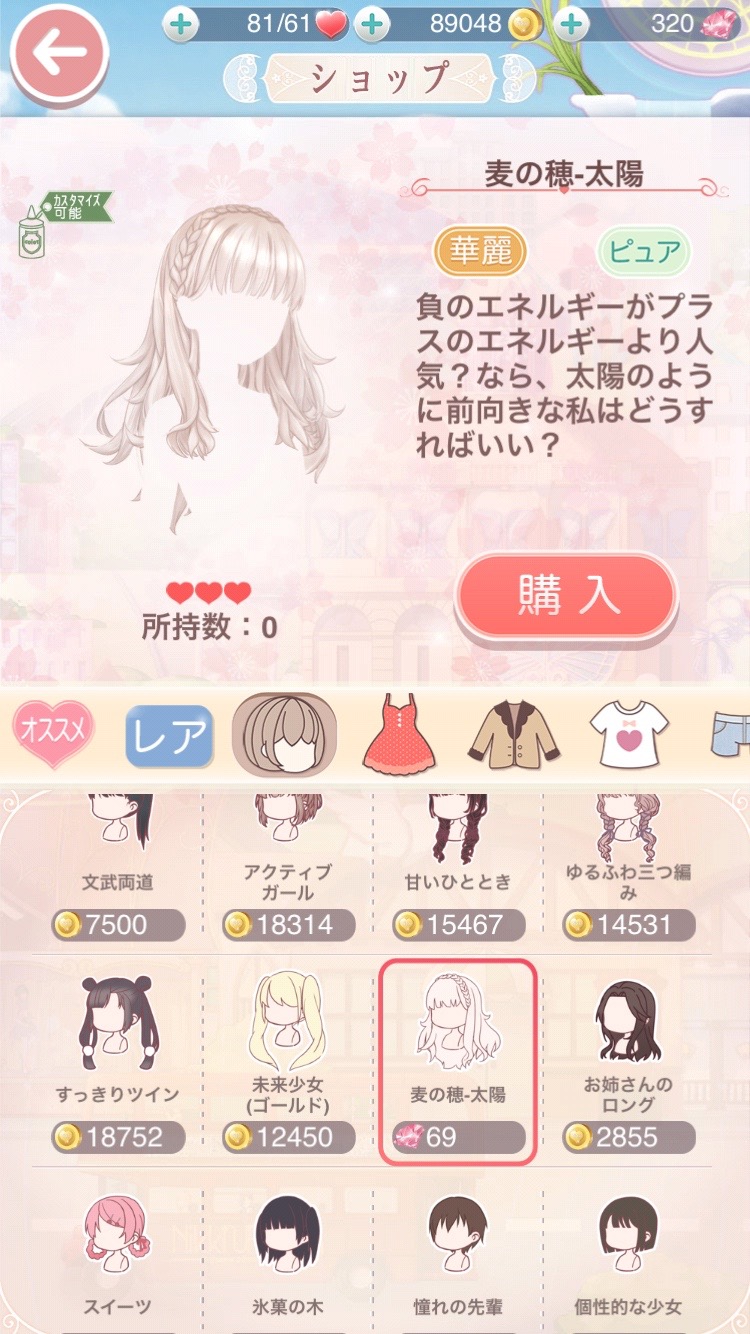 81/61
89048
320
ショップ
カスタマイズ
可能
麦の穂-太陽
華麗
ピュア
負のエネルギーがプラ
スのエネルギーより人
気？なら、太陽のよう
に前向きな私はどうす
ればいい？
所持数：0
購入
オススメ
レア
文武両道
アクティブ
ガール
甘いひととき
ゆるふわ三つ編
み
7500
18314
15467
14531
すっきりツイン
未来少女
(ゴールド)
麦の穂-太陽
お姉さんの
ロング
18752
12450
69
2855
スイーツ
氷菓の木
憧れの先輩
個性的な少女